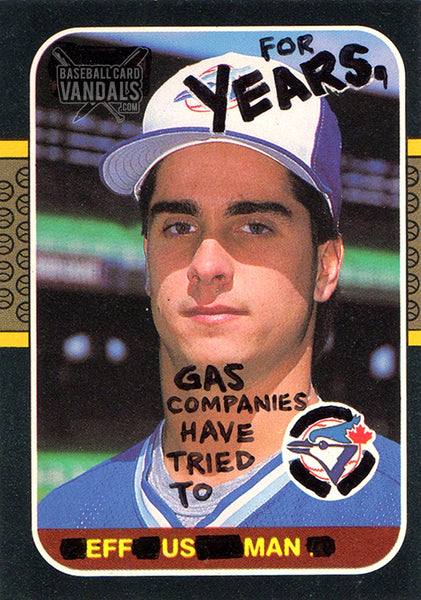 BASEBALL CARD
VANDALS
.COM
FOR
YEARS,
GAS
COMPANIES
HAVE
TRIED
TO
EFF US MAN .